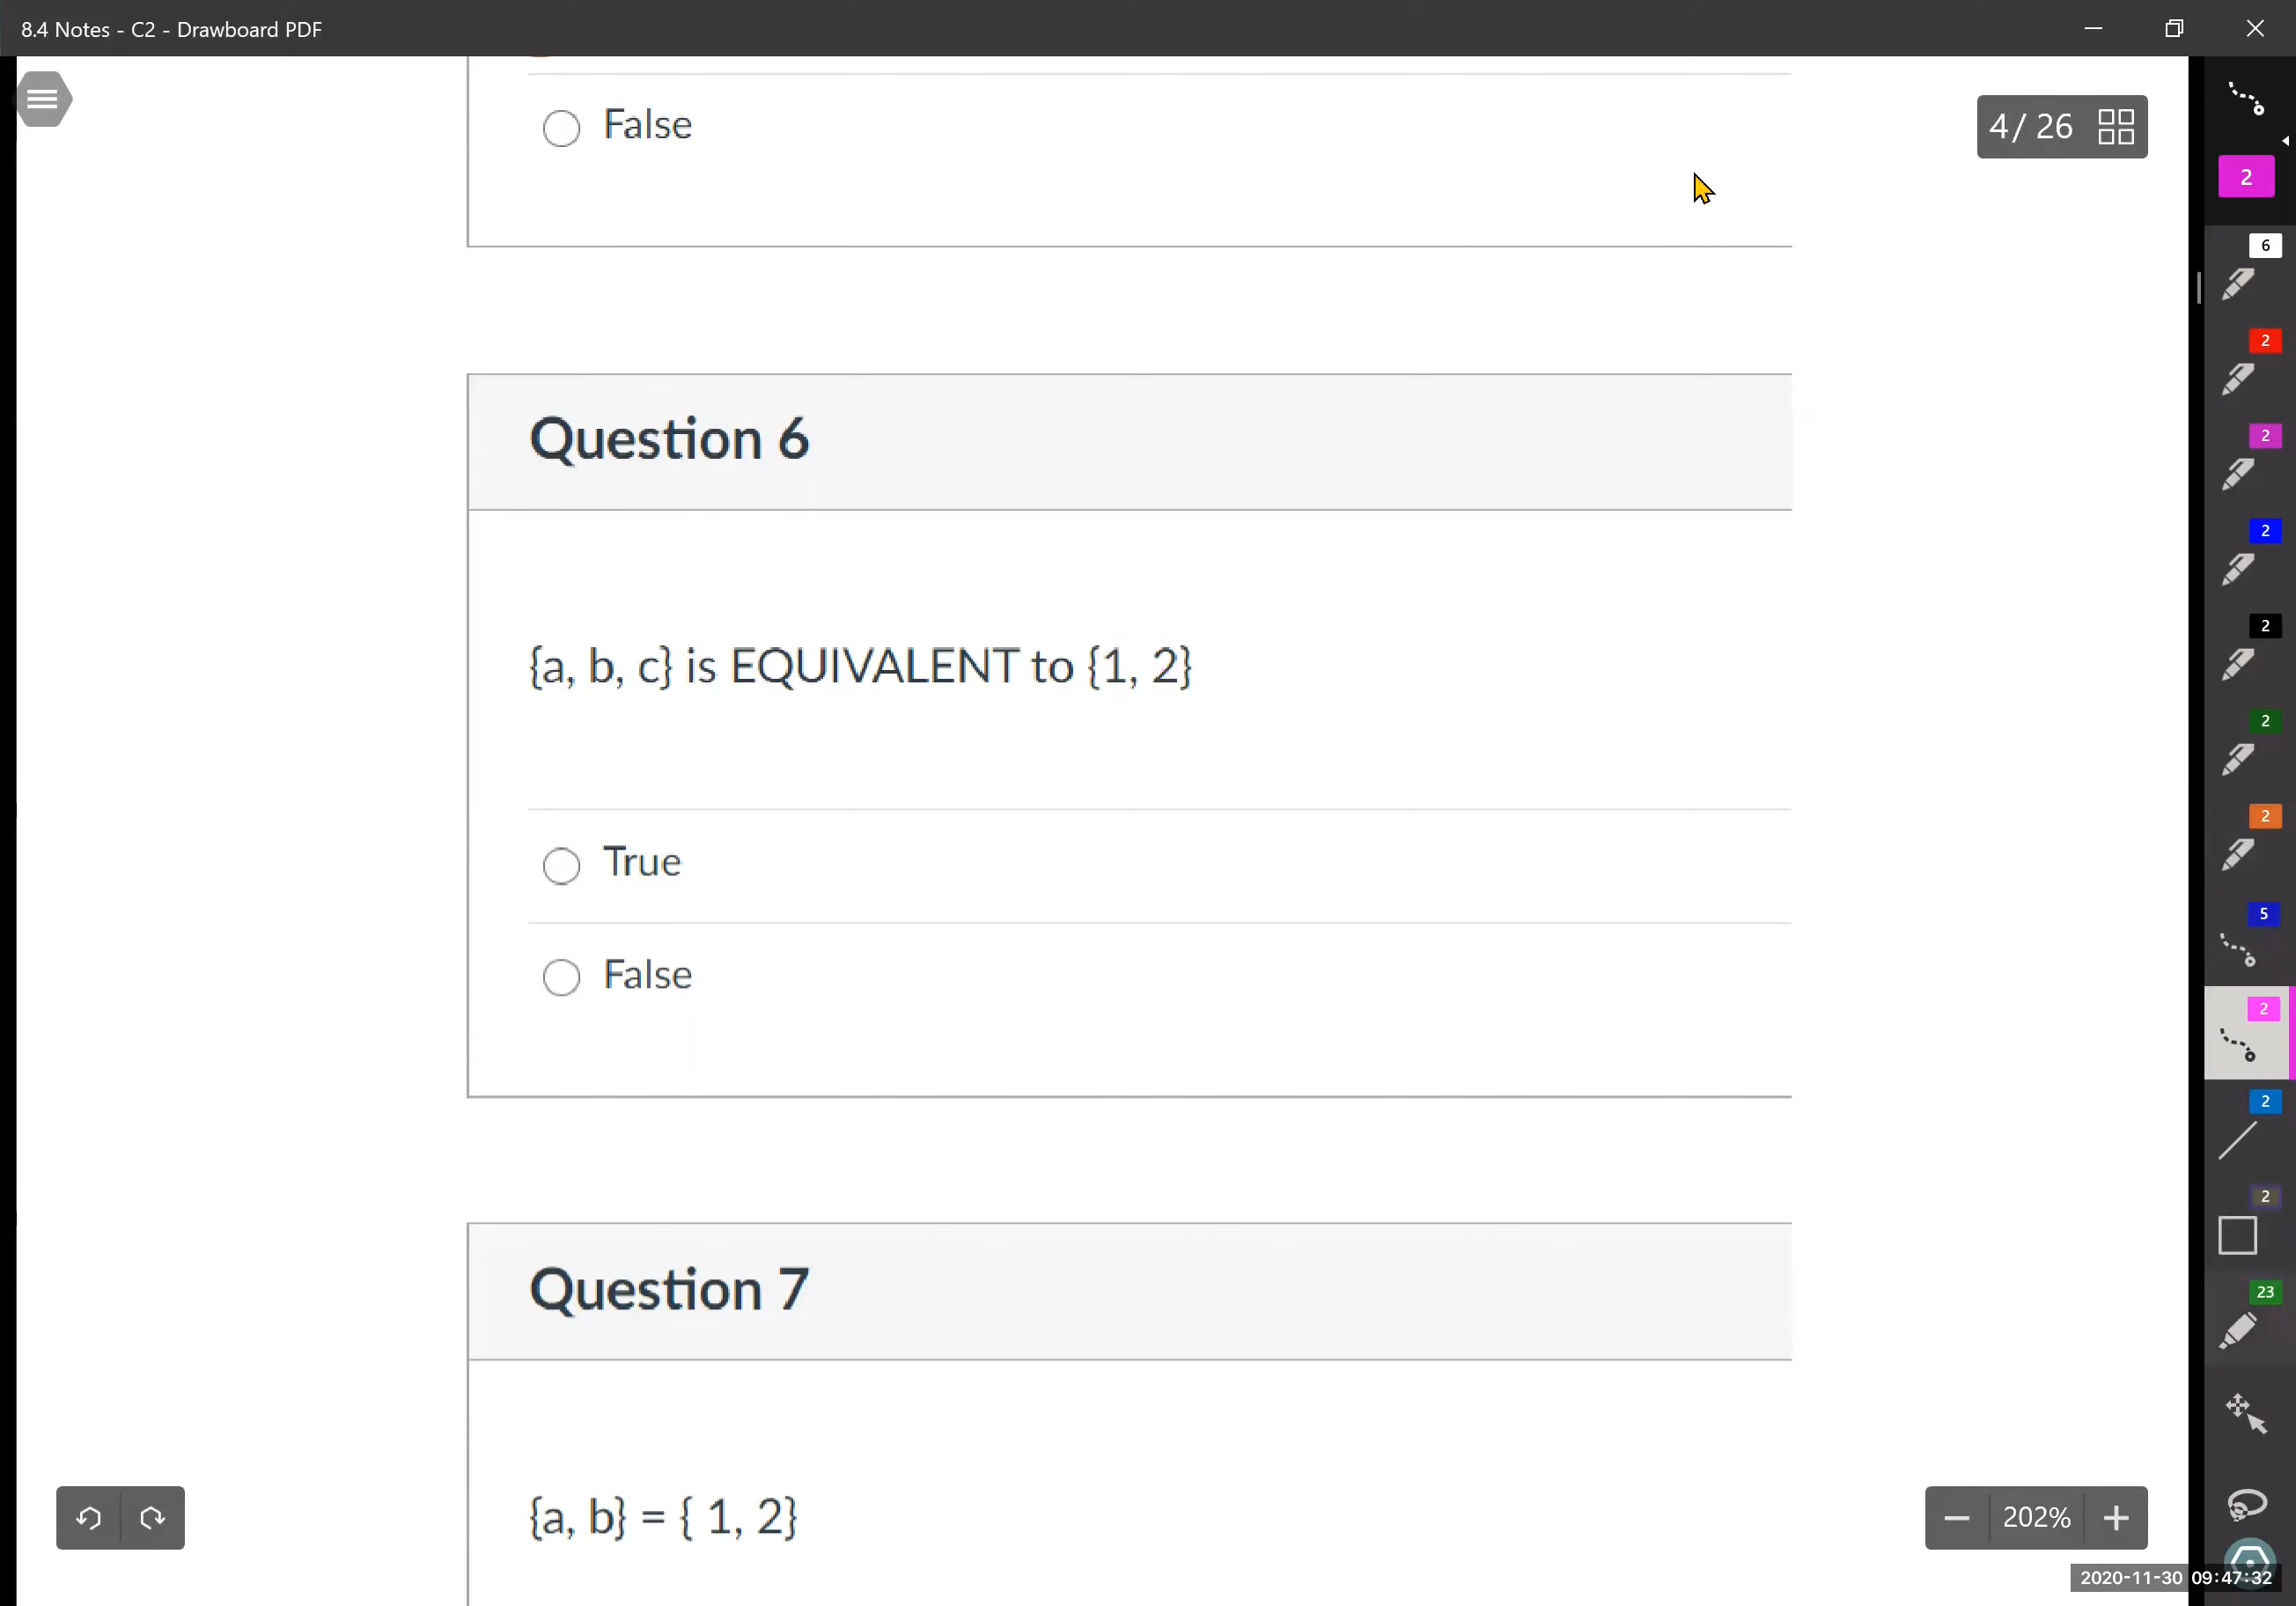 8.4 Notes - C2 - Drawboard PDF
False
4/ 26
2
6
Question 6
2
2
2
{a, b, c} is EQUIVALENT to {1, 2}
2
2
True
2
5
False
2
2
2
Question 7
23
{a, b} = { 1, 2}
202%
2020-11-30 09:47:32